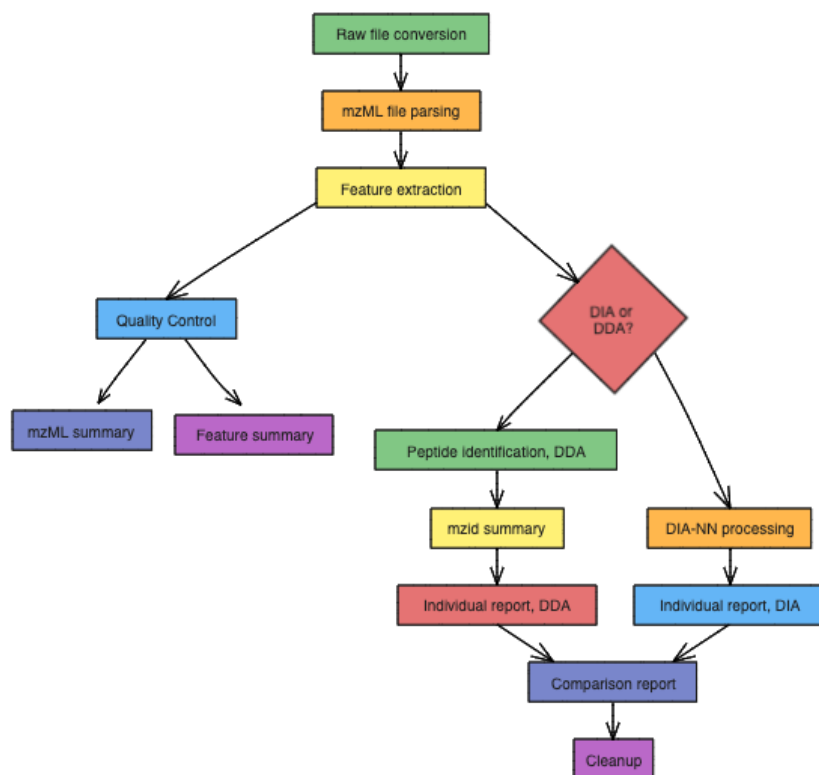 Raw file conversion
mzML file parsing
Feature extraction
Quality Control
DIA or
DDA?
mzML summary
Feature summary
Peptide identification, DDA
mzid summary
DIA-NN processing
Individual report, DDA
Individual report, DIA
Comparison report
Cleanup